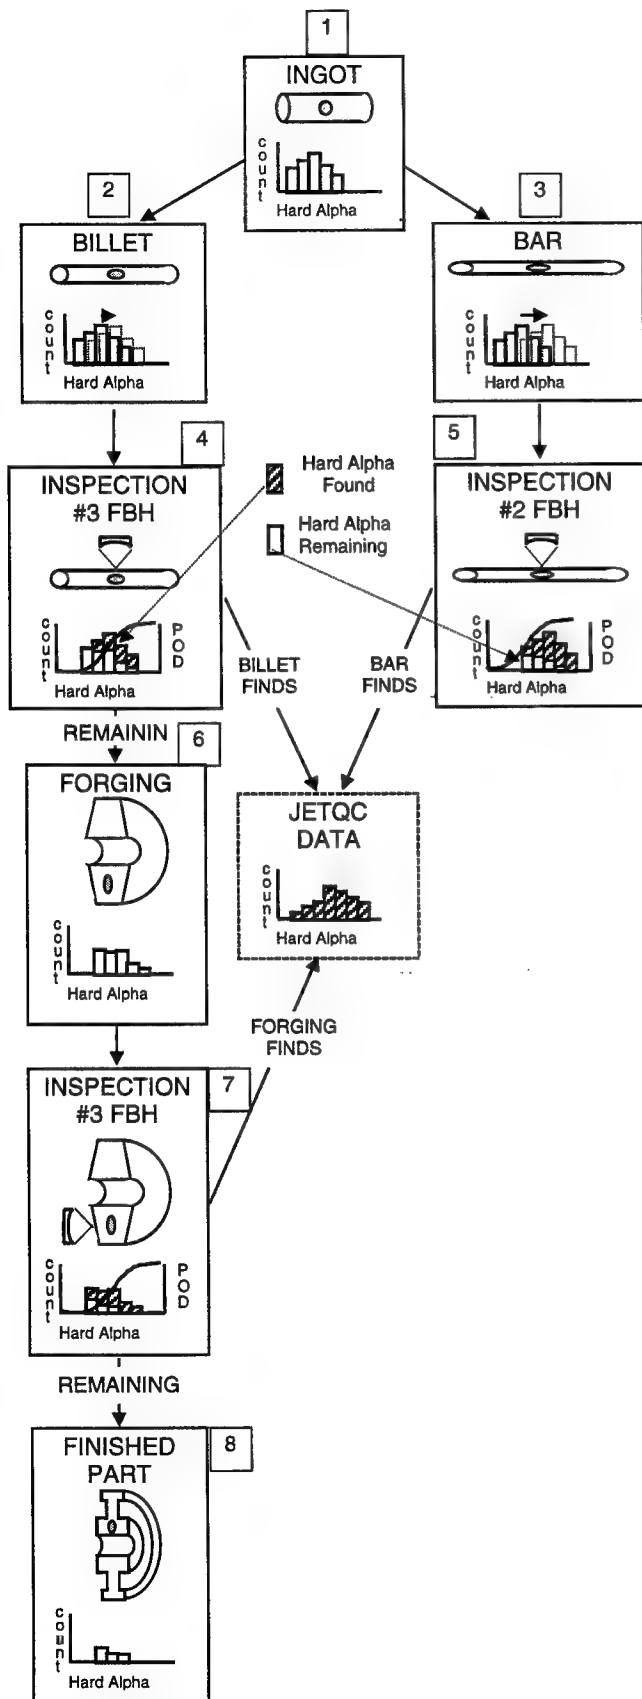 1
INGOT
count
Hard Alpha
2
BILLET
count
Hard Alpha
3
BAR
count
Hard Alpha
4
INSPECTION
#3 FBH
count
POD
Hard Alpha
Hard Alpha
Found
Hard Alpha
Remaining
5
INSPECTION
#2 FBH
count
POD
Hard Alpha
BILLET
FINDS
BAR
FINDS
REMAININ
6
FORGING
count
Hard Alpha
JETQC
DATA
count
Hard Alpha
FORGING
FINDS
7
INSPECTION
#3 FBH
count
POD
Hard Alpha
REMAINING
8
FINISHED
PART
count
Hard Alpha